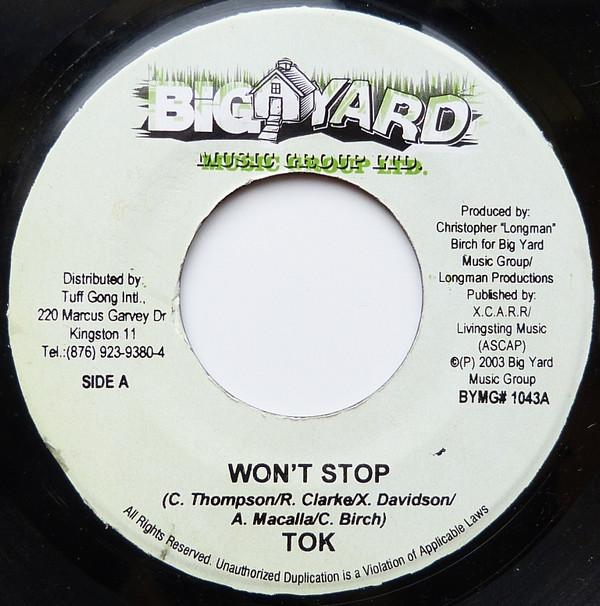 BIG YARD
MUSIC GROUP LTD.
Distributed by:
Tuff Gong Intl.,
220 Marcus Garvey Dr
Kingston 11
Tel.:(876) 923-9380-4
SIDE A
Produced by:
Christopher "Longman"
Birch for Big Yard
Music Group/
Longman Productions
Published by:
X.C.A.R.R/
Livingsting Music
(ASCAP)
©(P) 2003 Big Yard
Music Group
BYMG# 1043A
WON'T STOP
(C. Thompson/R. Clarke/X. Davidson/
A. Macalla/C. Birch)
TOK
All Rights Reserved. Unauthorized Duplication is a Violation of Applicable Laws